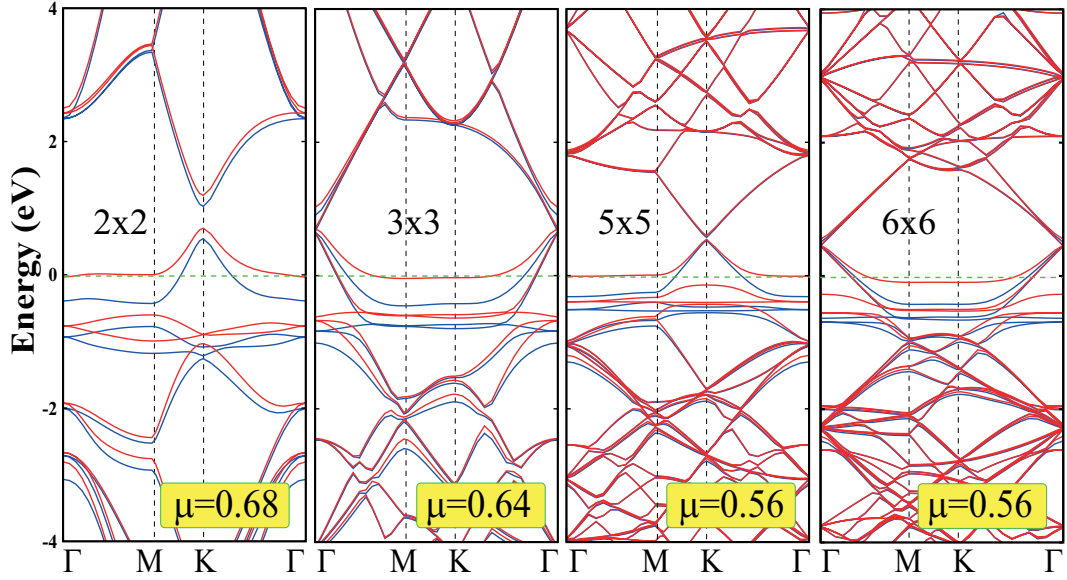 4
2
0
-2
-4
Energy (eV)
2x2
3x3
5x5
6x6
μ=0.68
μ=0.64
μ=0.56
μ=0.56
Γ M K Γ
Γ M K Γ
Γ M K Γ
Γ M K Γ